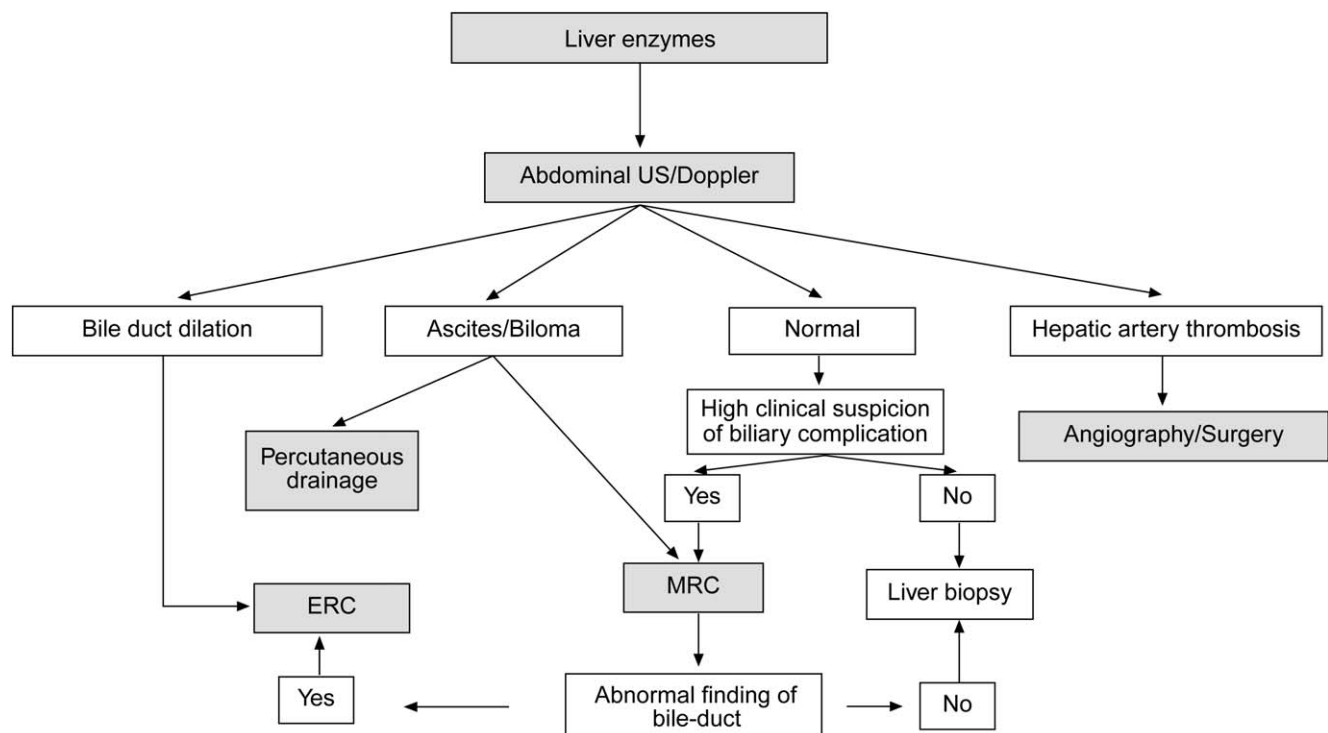 Liver enzymes
Abdominal US/Doppler
Bile duct dilation
Ascites/Biloma
Normal
Hepatic artery thrombosis
High clinical suspicion
of biliary complication
Angiography/Surgery
Percutaneous
drainage
Yes
No
ERC
MRC
Liver biopsy
Yes
Abnormal finding of
bile-duct
No